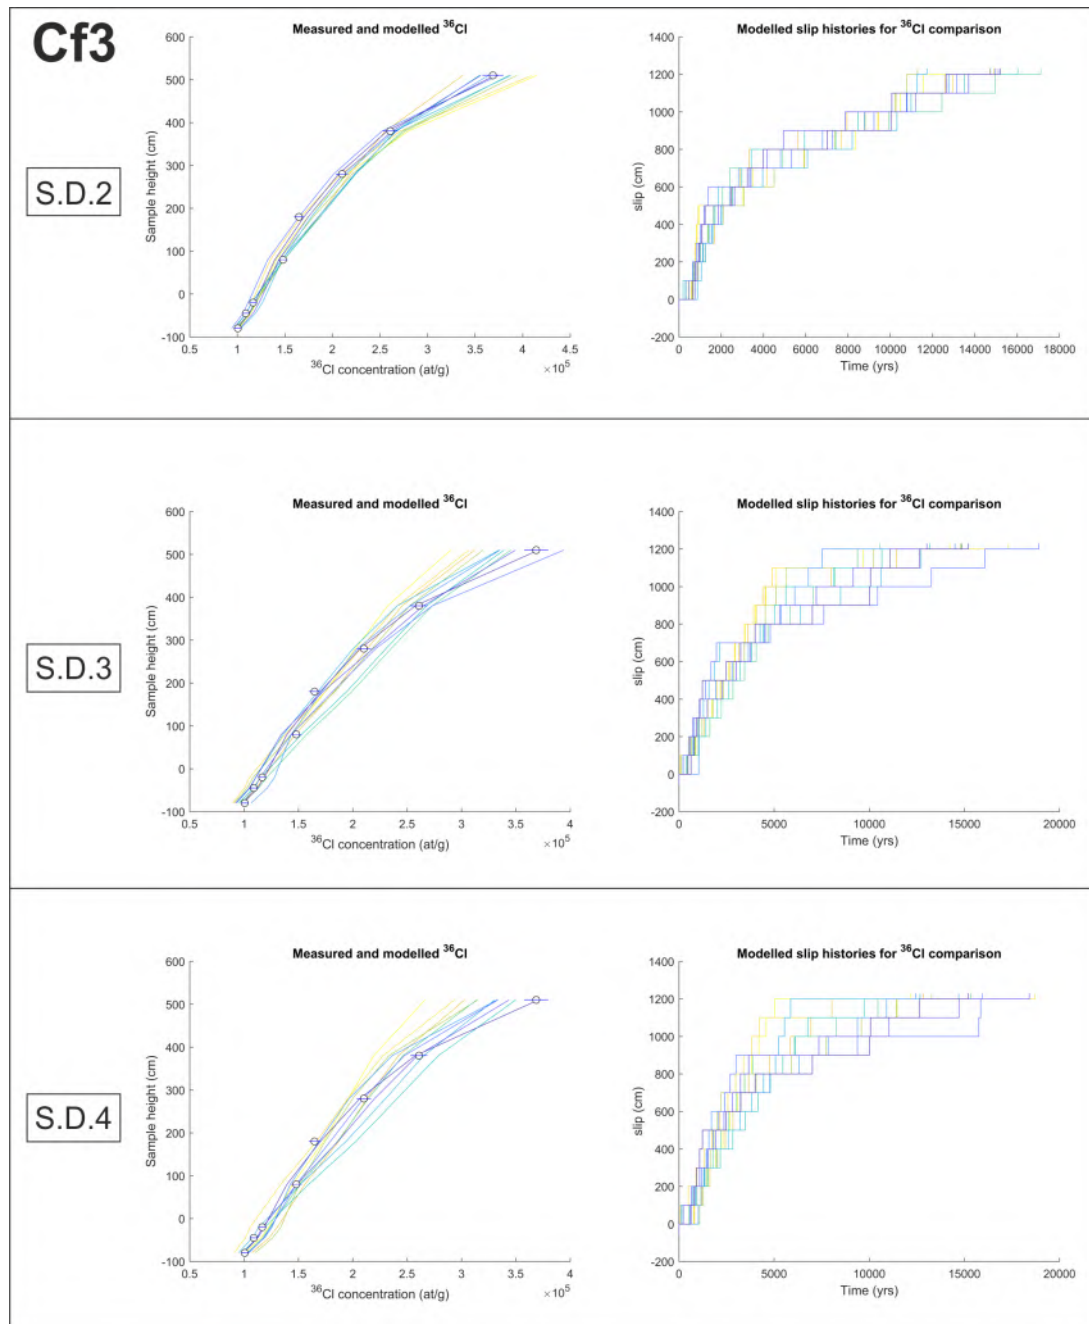 Cf3
S.D.2
Measured and modelled ³⁶Cl
Sample height (cm)
600
500
400
300
200
100
0
-100
0.5 1 1.5 2 2.5 3 3.5 4 4.5
³⁶Cl concentration (at/g)
×10⁵
Modelled slip histories for ³⁶Cl comparison
slip (cm)
1400
1200
1000
800
600
400
200
0
-200
0 2000 4000 6000 8000 10000 12000 14000 16000 18000
Time (yrs)
S.D.3
Measured and modelled ³⁶Cl
Sample height (cm)
600
500
400
300
200
100
0
-100
0.5 1 1.5 2 2.5 3 3.5 4
³⁶Cl concentration (at/g)
×10⁵
Modelled slip histories for ³⁶Cl comparison
slip (cm)
1400
1200
1000
800
600
400
200
0
-200
0 5000 10000 15000 20000
Time (yrs)
S.D.4
Measured and modelled ³⁶Cl
Sample height (cm)
600
500
400
300
200
100
0
-100
0.5 1 1.5 2 2.5 3 3.5 4
³⁶Cl concentration (at/g)
×10⁵
Modelled slip histories for ³⁶Cl comparison
slip (cm)
1400
1200
1000
800
600
400
200
0
-200
0 5000 10000 15000 20000
Time (yrs)